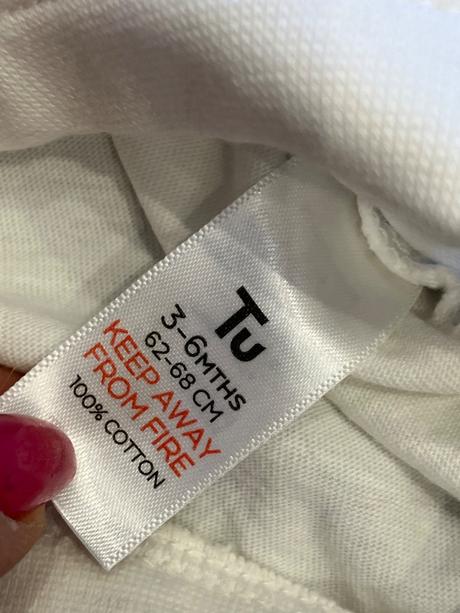 Tu
3-6MTHS
62-68 CM
KEEP AWAY
FROM FIRE
100% COTTON